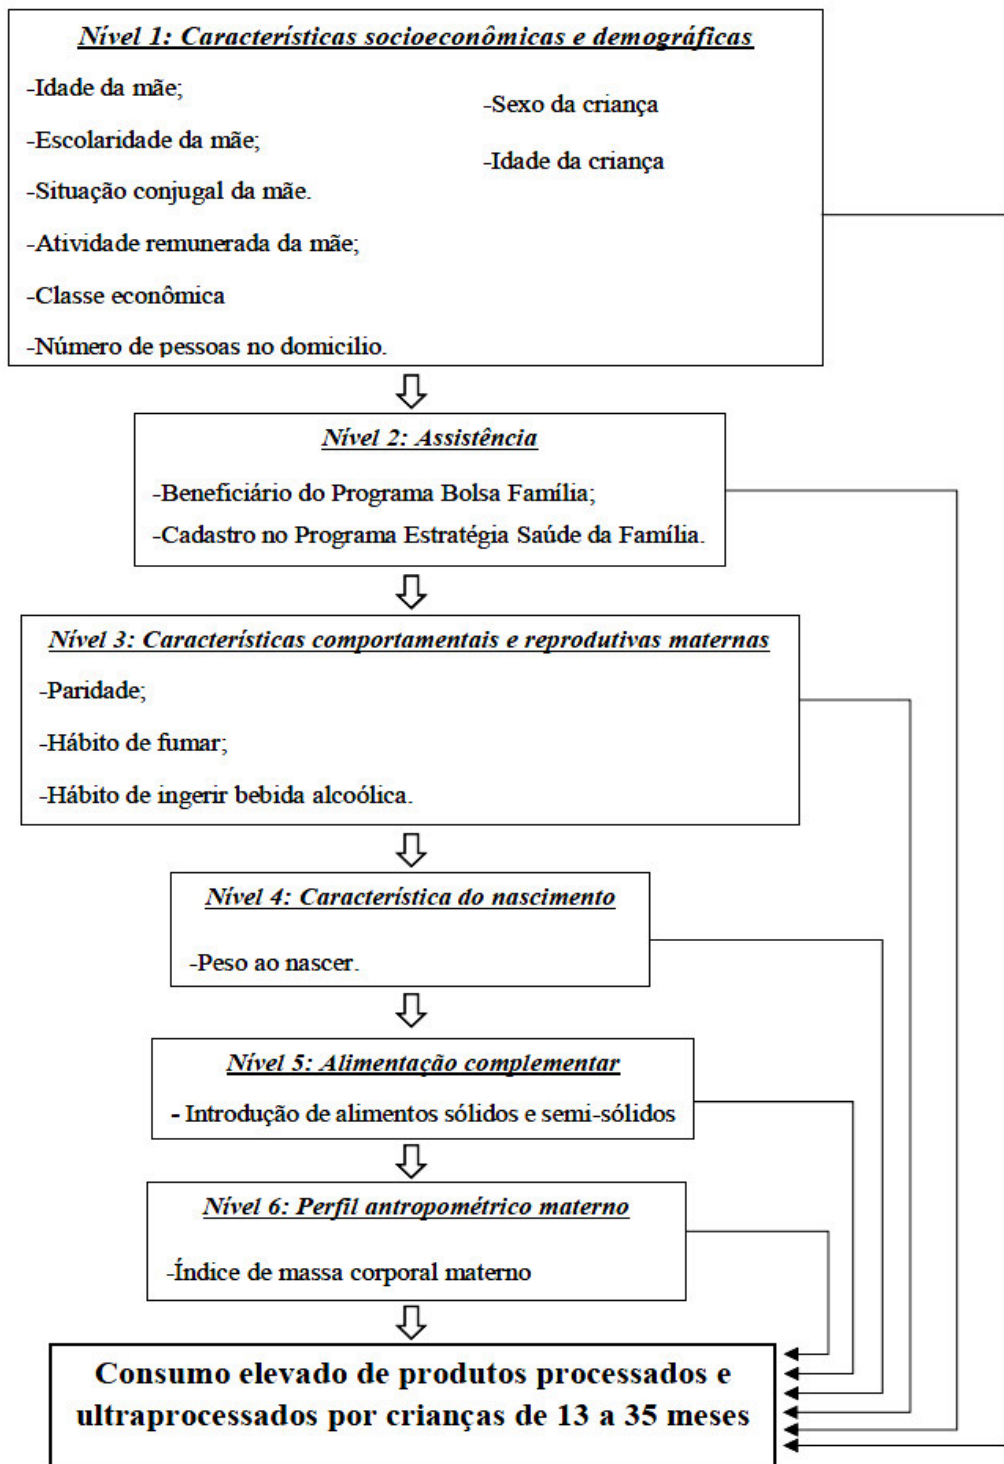 Nível 1: Características socioeconômicas e demográficas
-Idade da mãe;
-Escolaridade da mãe;
-Situação conjugal da mãe.
-Atividade remunerada da mãe;
-Classe econômica
-Número de pessoas no domicilio.
-Sexo da criança
-Idade da criança
Nível 2: Assistência
-Beneficiário do Programa Bolsa Família;
-Cadastro no Programa Estratégia Saúde da Família.
Nível 3: Características comportamentais e reprodutivas maternas
-Paridade;
-Hábito de fumar;
-Hábito de ingerir bebida alcoólica.
Nível 4: Característica do nascimento
-Peso ao nascer.
Nível 5: Alimentação complementar
- Introdução de alimentos sólidos e semi-sólidos
Nível 6: Perfil antropométrico materno
-Índice de massa corporal materno
Consumo elevado de produtos processados e
ultraprocessados por crianças de 13 a 35 meses